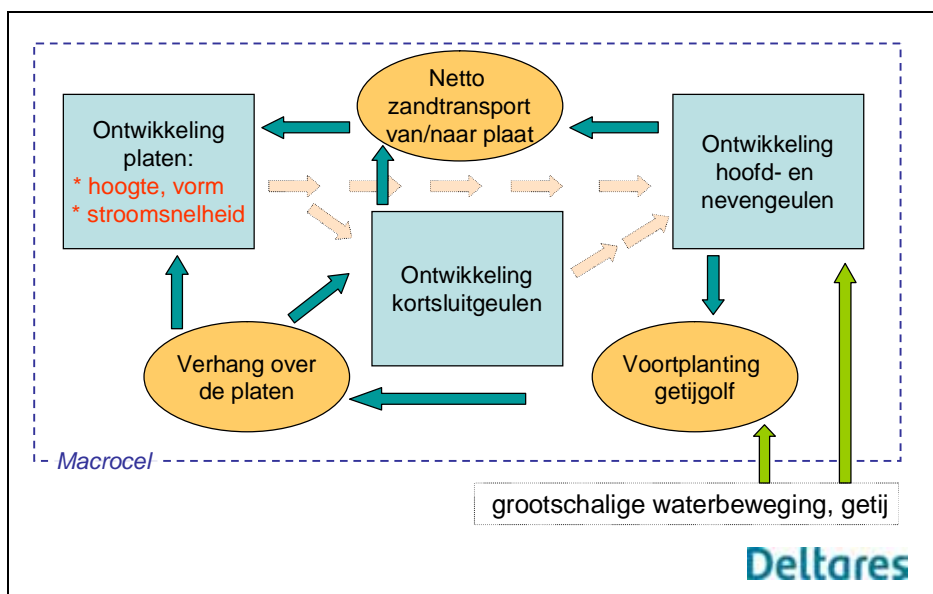 Netto
zandtransport
van/naar plaat
Ontwikkeling
platen:
* hoogte, vorm
* stroomsnelheid
Ontwikkeling
hoofd- en
nevengeulen
Ontwikkeling
kortsluitgeulen
Verhang over
de platen
Voortplanting
getijgolf
Macrocel
grootschalige waterbeweging, getij
Deltares